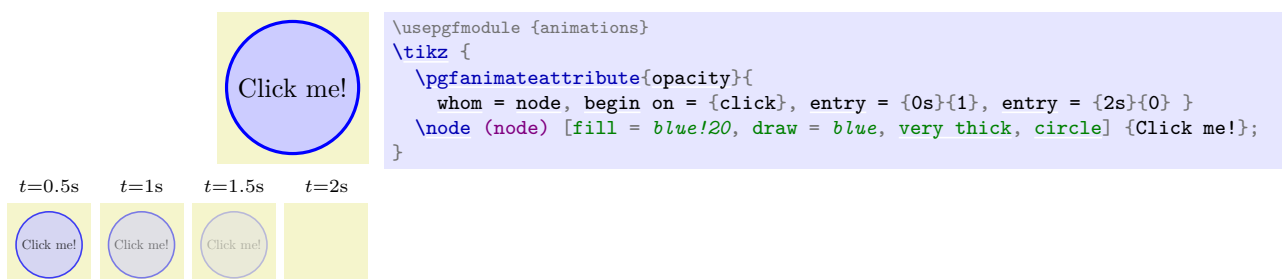 Click me!
\usepgfmodule {animations}
\tikz {
  \pgfanimateattribute{opacity}{
    whom = node, begin on = {click}, entry = {0s}{1}, entry = {2s}{0} }
  \node (node) [fill = blue!20, draw = blue, very thick, circle] {Click me!};
}
t=0.5s t=1s t=1.5s t=2s
Click me! Click me! Click me!